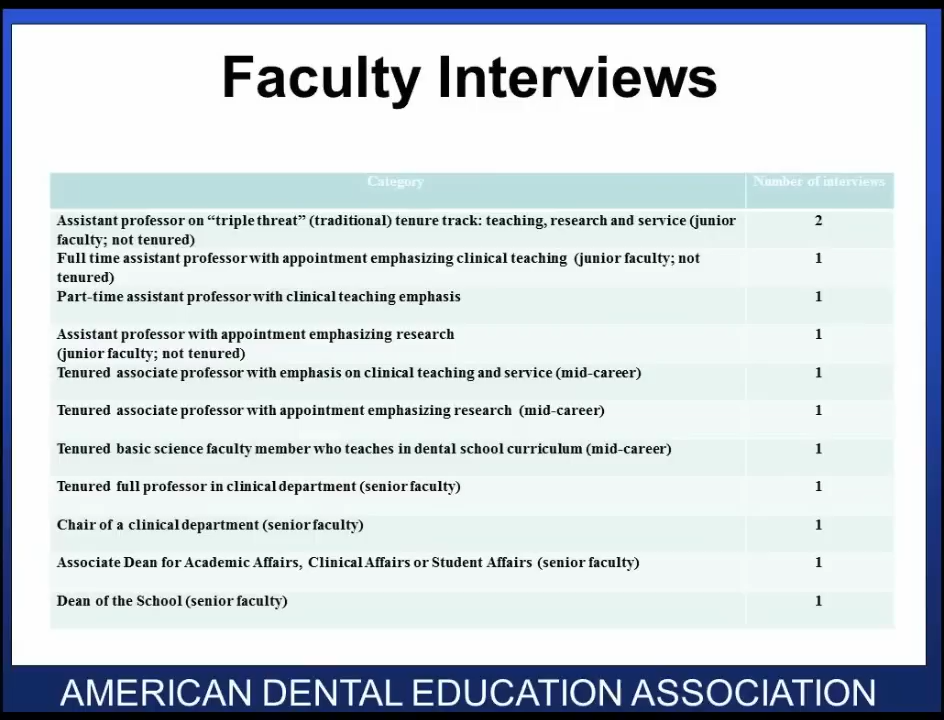 Faculty Interviews
Category Number of interviews
Assistant professor on “triple threat” (traditional) tenure track: teaching, research and service (junior 2
faculty; not tenured)
Full time assistant professor with appointment emphasizing clinical teaching (junior faculty; not 1
tenured)
Part-time assistant professor with clinical teaching emphasis 1
Assistant professor with appointment emphasizing research 1
(junior faculty; not tenured)
Tenured associate professor with emphasis on clinical teaching and service (mid-career) 1
Tenured associate professor with appointment emphasizing research (mid-career) 1
Tenured basic science faculty member who teaches in dental school curriculum (mid-career) 1
Tenured full professor in clinical department (senior faculty) 1
Chair of a clinical department (senior faculty) 1
Associate Dean for Academic Affairs, Clinical Affairs or Student Affairs (senior faculty) 1
Dean of the School (senior faculty) 1
AMERICAN DENTAL EDUCATION ASSOCIATION